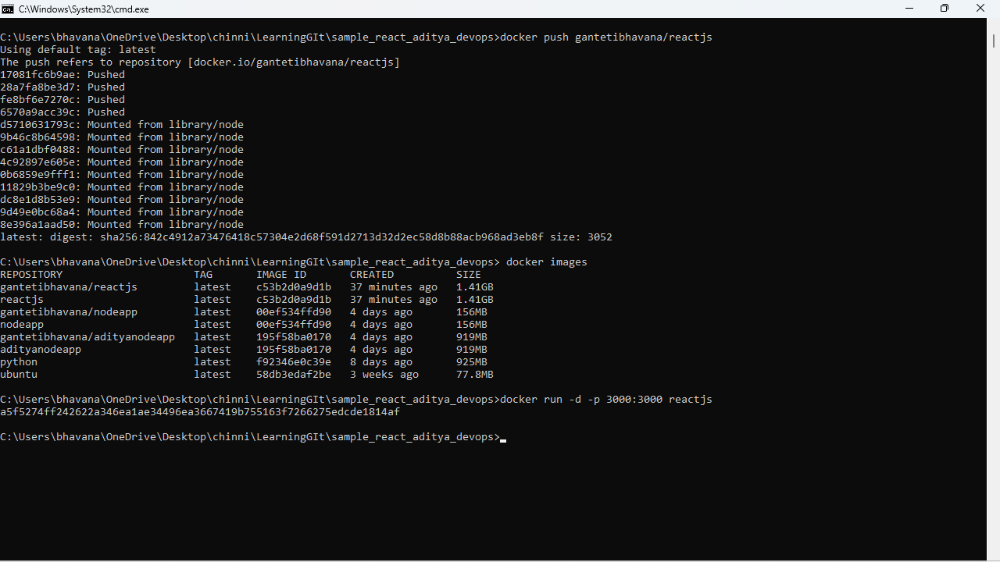 C:\Windows\System32\cmd.exe
C:\Users\bhavana\OneDrive\Desktop\chinni\LearningGIt\sample_react_aditya_devops>docker push gantetibhavana/reactjs
Using default tag: latest
The push refers to repository [docker.io/gantetibhavana/reactjs]
17081fc6b9ae: Pushed
28a7fa8be3d7: Pushed
fe8bf6e7270c: Pushed
6570a9acc39c: Pushed
d5710631793c: Mounted from library/node
9b46c8b64598: Mounted from library/node
c61a1dbf0488: Mounted from library/node
4c92897e605e: Mounted from library/node
0b6859e9fff1: Mounted from library/node
11829b3be9c0: Mounted from library/node
dc8e1d8b53e9: Mounted from library/node
9d49e0bc68a4: Mounted from library/node
8e396a1aad50: Mounted from library/node
latest: digest: sha256:842c4912a73476418c57304e2d68f591d2713d32d2ec58d8b88acb968ad3eb8f size: 3052
C:\Users\bhavana\OneDrive\Desktop\chinni\LearningGIt\sample_react_aditya_devops> docker images
REPOSITORY TAG IMAGE ID CREATED SIZE
gantetibhavana/reactjs latest c53b2d0a9d1b 37 minutes ago 1.41GB
reactjs latest c53b2d0a9d1b 37 minutes ago 1.41GB
gantetibhavana/nodeapp latest 00ef534ffd90 4 days ago 156MB
nodeapp latest 00ef534ffd90 4 days ago 156MB
gantetibhavana/adityanodeapp latest 195f58ba0170 4 days ago 919MB
adityanodeapp latest 195f58ba0170 4 days ago 919MB
python latest f92346e0c39e 8 days ago 925MB
ubuntu latest 58db3edaf2be 3 weeks ago 77.8MB
C:\Users\bhavana\OneDrive\Desktop\chinni\LearningGIt\sample_react_aditya_devops>docker run -d -p 3000:3000 reactjs
a5f5274ff242622a346ea1ae34496ea3667419b755163f7266275edcde1814af
C:\Users\bhavana\OneDrive\Desktop\chinni\LearningGIt\sample_react_aditya_devops>